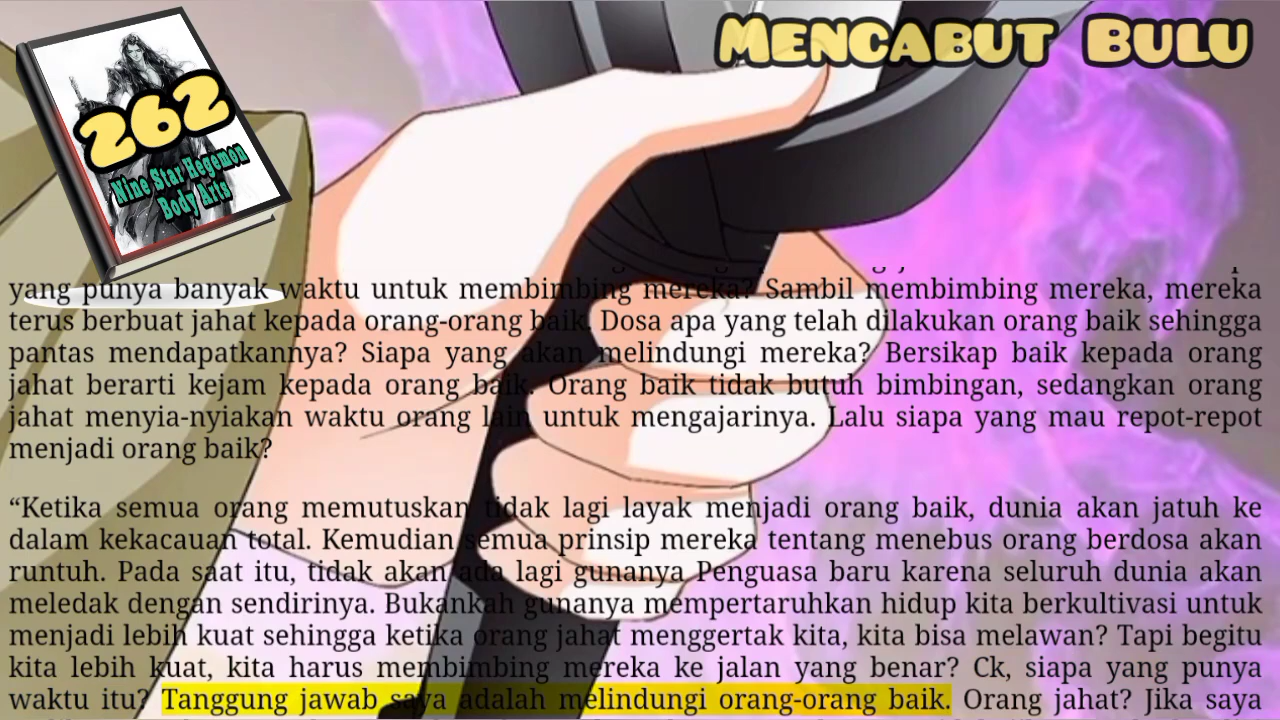 Mencabut Bulu
262
Nine Star Hegemon
Body Arts
yang punya banyak waktu untuk membimbing mereka? Sambil membimbing mereka, mereka
terus berbuat jahat kepada orang-orang baik. Dosa apa yang telah dilakukan orang baik sehingga
pantas mendapatkannya? Siapa yang akan melindungi mereka? Bersikap baik kepada orang
jahat berarti kejam kepada orang baik. Orang baik tidak butuh bimbingan, sedangkan orang
jahat menyia-nyiakan waktu orang lain untuk mengajarinya. Lalu siapa yang mau repot-repot
menjadi orang baik?
“Ketika semua orang memutuskan tidak lagi layak menjadi orang baik, dunia akan jatuh ke
dalam kekacauan total. Kemudian semua prinsip mereka tentang menebus orang berdosa akan
runtuh. Pada saat itu, tidak akan ada lagi gunanya Penguasa baru karena seluruh dunia akan
meledak dengan sendirinya. Bukankah gunanya mempertaruhkan hidup kita berkultivasi untuk
menjadi lebih kuat sehingga ketika orang jahat menggertak kita, kita bisa melawan? Tapi begitu
kita lebih kuat, kita harus membimbing mereka ke jalan yang benar? Ck, siapa yang punya
waktu itu? Tanggung jawab saya adalah melindungi orang-orang baik. Orang jahat? Jika saya